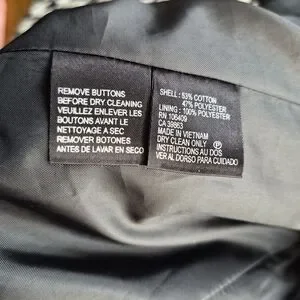 REMOVE BUTTONS
BEFORE DRY CLEANING
VEUILLEZ ENLEVER LES
BOUTONS AVANT LE
NETTOYAGE A SEC
REMOVER BOTONES
ANTES DE LAVAR EN SECO
SHELL : 53% COTTON
47% POLYESTER
LINING : 100% POLYESTER
RN 106409
CA 39863
MADE IN VIETNAM
DRY CLEAN ONLY Ⓟ
INSTRUCTIONS AU DOS
VER AL DORSO PARA CUIDADO